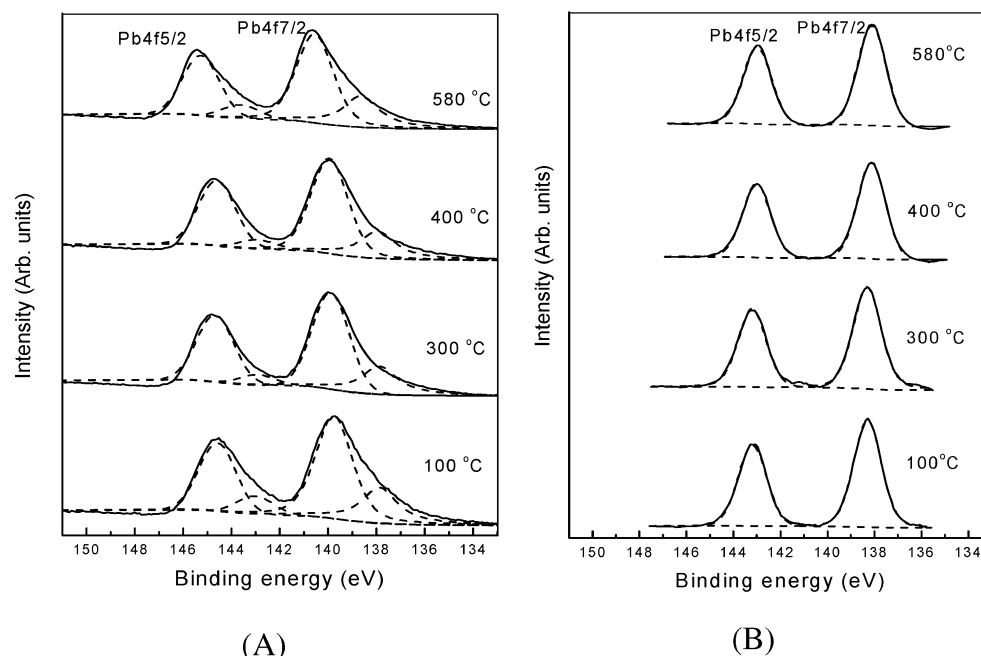 Pb4f5/2
Pb4f7/2
580 °C
400 °C
300 °C
100 °C
Intensity (Arb. units)
150 146 144 142 140 138 136 134
Binding energy (eV)
(A)
Pb4f5/2
Pb4f7/2
580°C
400°C
300 °C
100°C
Intensity (Arb. units)
150 146 144 142 140 138 136 134
Binding energy (eV)
(B)